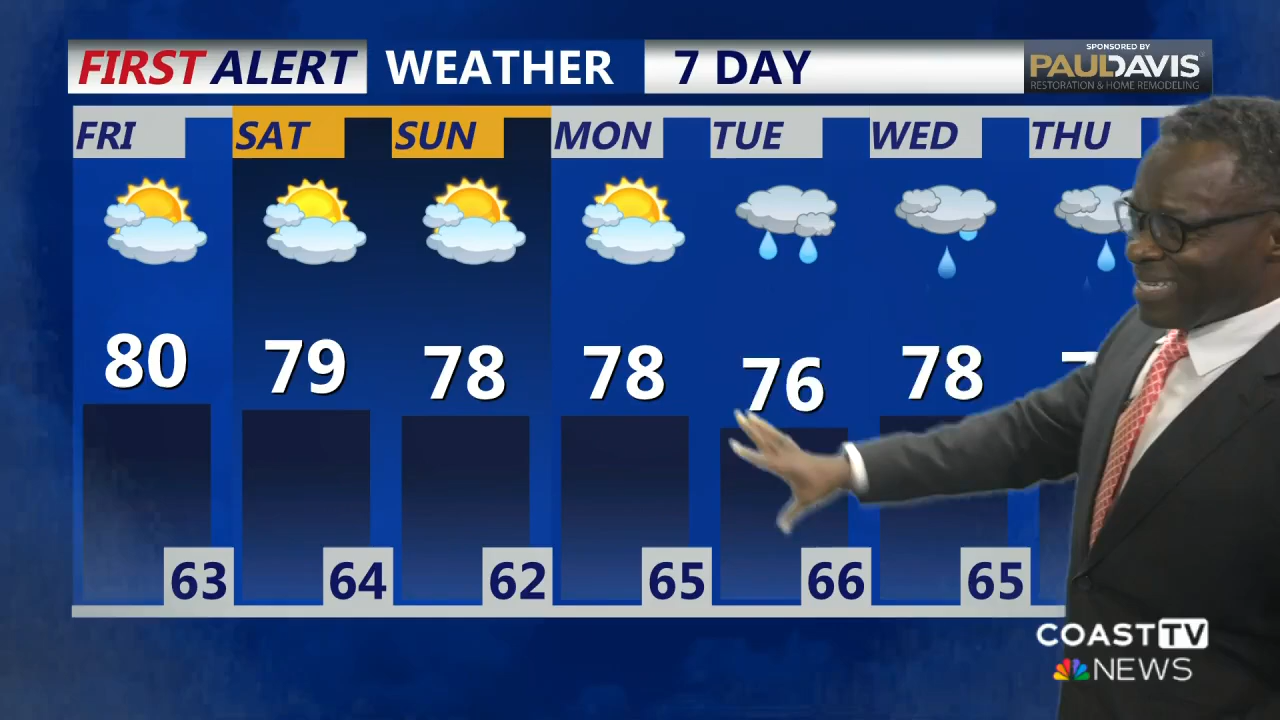 FIRST ALERT WEATHER 7 DAY
SPONSORED BY
PAUL DAVIS
RESTORATION & HOME REMODELING
FRI SAT SUN MON TUE WED THU
80 79 78 78 76 78
63 64 62 65 66 65
COAST TV
NEWS